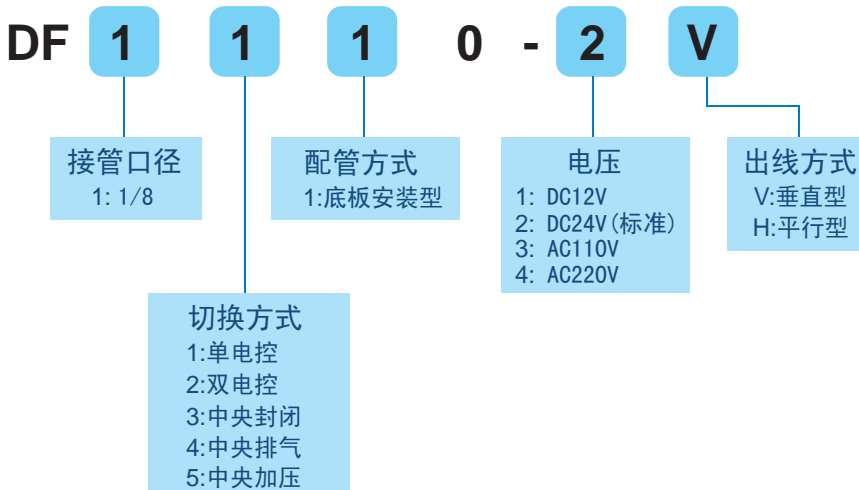 DF 1 1 1 0 - 2 V
接管口径
1: 1/8
配管方式
1:底板安装型
电压
1: DC12V
2: DC24V(标准)
3: AC110V
4: AC220V
出线方式
V:垂直型
H:平行型
切换方式
1:单电控
2:双电控
3:中央封闭
4:中央排气
5:中央加压